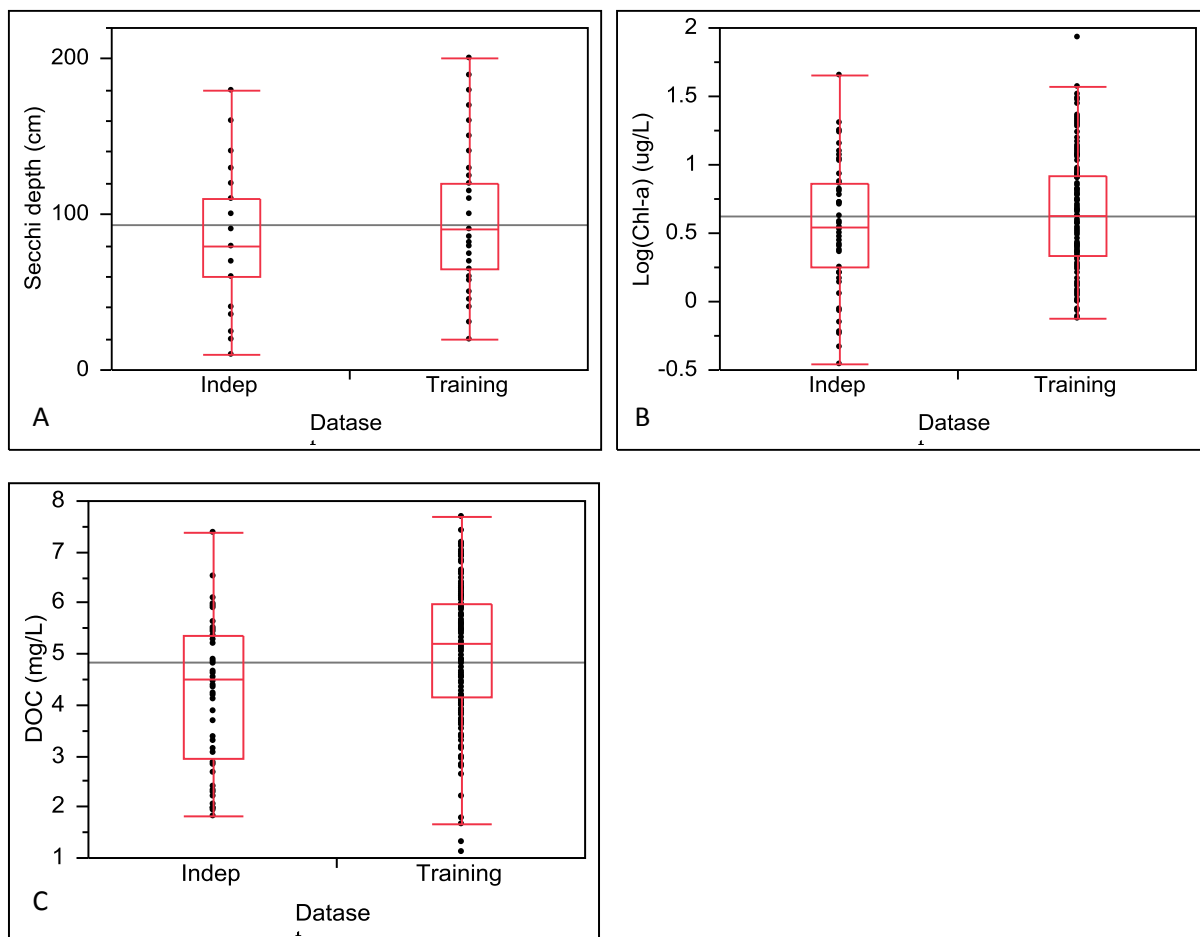 200
100
0
Secchi depth (cm)
Indep Training
Datase
A
2
1.5
1
0.5
0
-0.5
Log(Chl-a) (ug/L)
Indep Training
Datase
B
8
7
6
5
4
3
2
1
DOC (mg/L)
Indep Training
Datase
C